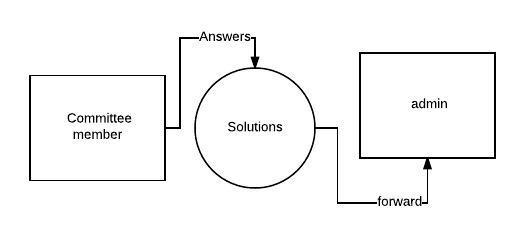 Answers
Committee
member
Solutions
admin
forward